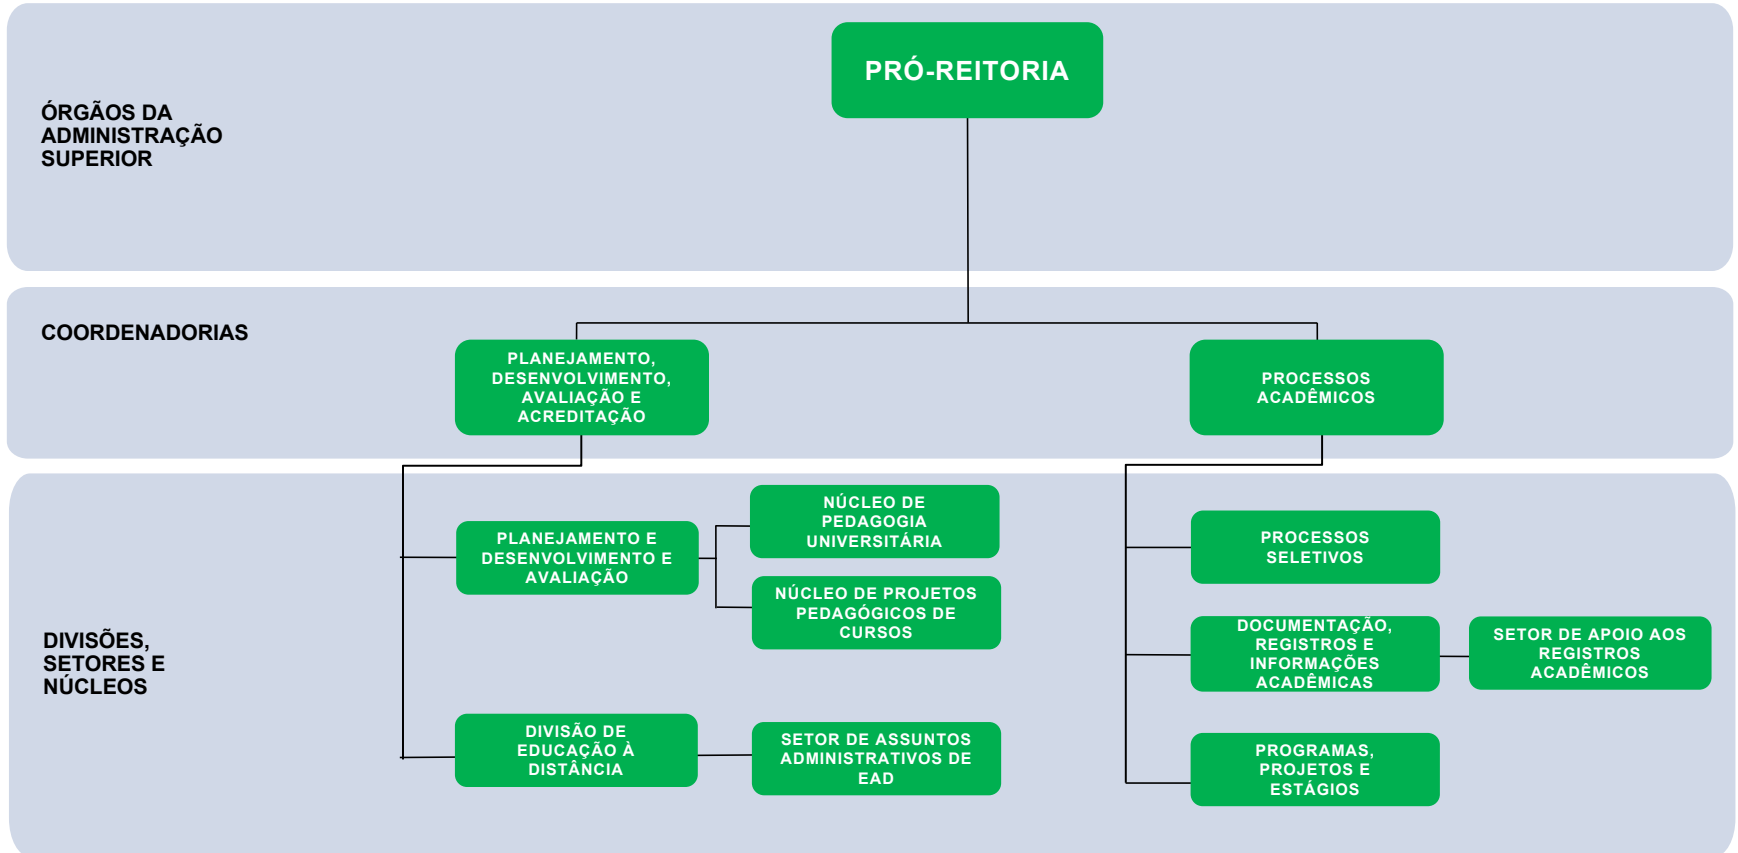 PRÓ-REITORIA
ÓRGÃOS DA
ADMINISTRAÇÃO
SUPERIOR
COORDENADORIAS
PLANEJAMENTO,
DESENVOLVIMENTO,
AVALIAÇÃO E
ACREDITAÇÃO
PROCESSOS
ACADÊMICOS
DIVISÕES,
SETORES E
NÚCLEOS
PLANEJAMENTO E
DESENVOLVIMENTO E
AVALIAÇÃO
NÚCLEO DE
PEDAGOGIA
UNIVERSITÁRIA
NÚCLEO DE PROJETOS
PEDAGÓGICOS DE
CURSOS
DIVISÃO DE
EDUCAÇÃO À
DISTÂNCIA
SETOR DE ASSUNTOS
ADMINISTRATIVOS DE
EAD
PROCESSOS
SELETIVOS
DOCUMENTAÇÃO,
REGISTROS E
INFORMAÇÕES
ACADÊMICAS
SETOR DE APOIO AOS
REGISTROS
ACADÊMICOS
PROGRAMAS,
PROJETOS E
ESTÁGIOS